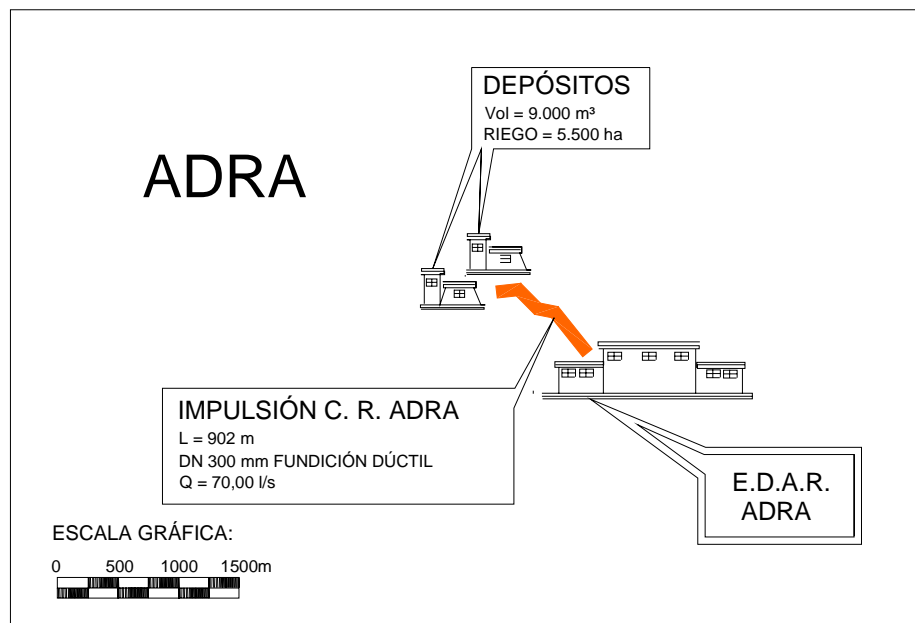 DEPÓSITOS
Vol = 9.000 m³
RIEGO = 5.500 ha
ADRA
IMPULSIÓN C. R. ADRA
L = 902 m
DN 300 mm FUNDICIÓN DÚCTIL
Q = 70,00 l/s
E.D.A.R.
ADRA
ESCALA GRÁFICA:
0 500 1000 1500m